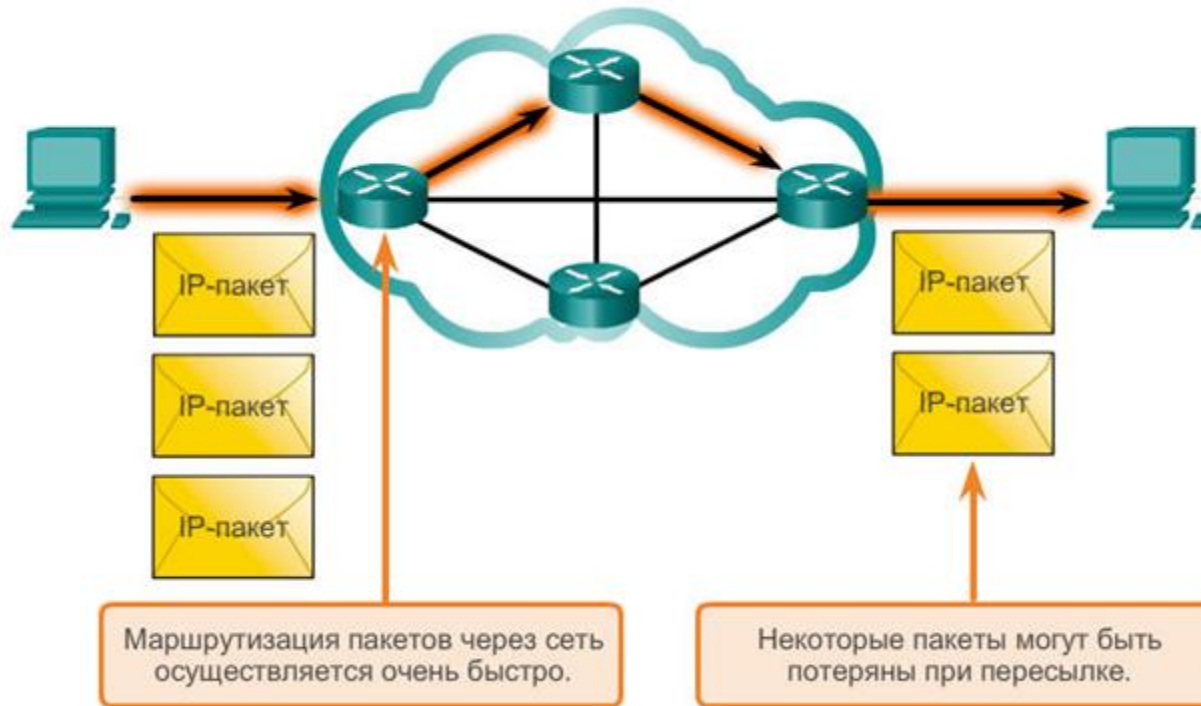 IP-пакет
IP-пакет
IP-пакет
IP-пакет
IP-пакет
Маршрутизация пакетов через сеть
осуществляется очень быстро.
Некоторые пакеты могут быть
потеряны при пересылке.